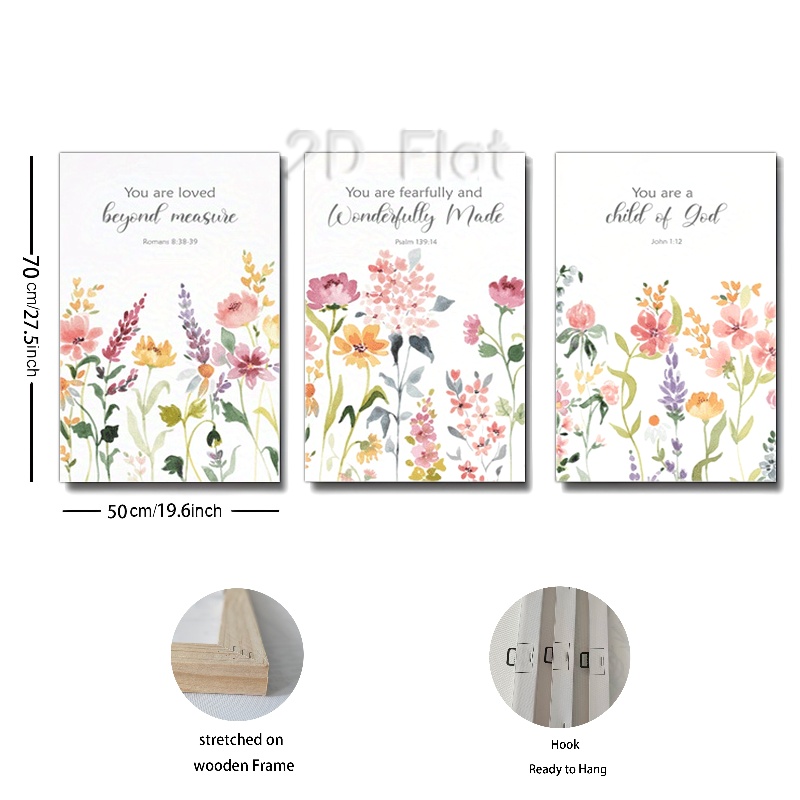 2D Flat
You are loved
beyond measure
Romans 8:38-39
You are fearfully and
Wonderfully Made
Psalm 139:14
You are a
child of God
John 1:12
70 cm/27.5inch
50 cm/19.6inch
stretched on
wooden Frame
Hook
Ready to Hang